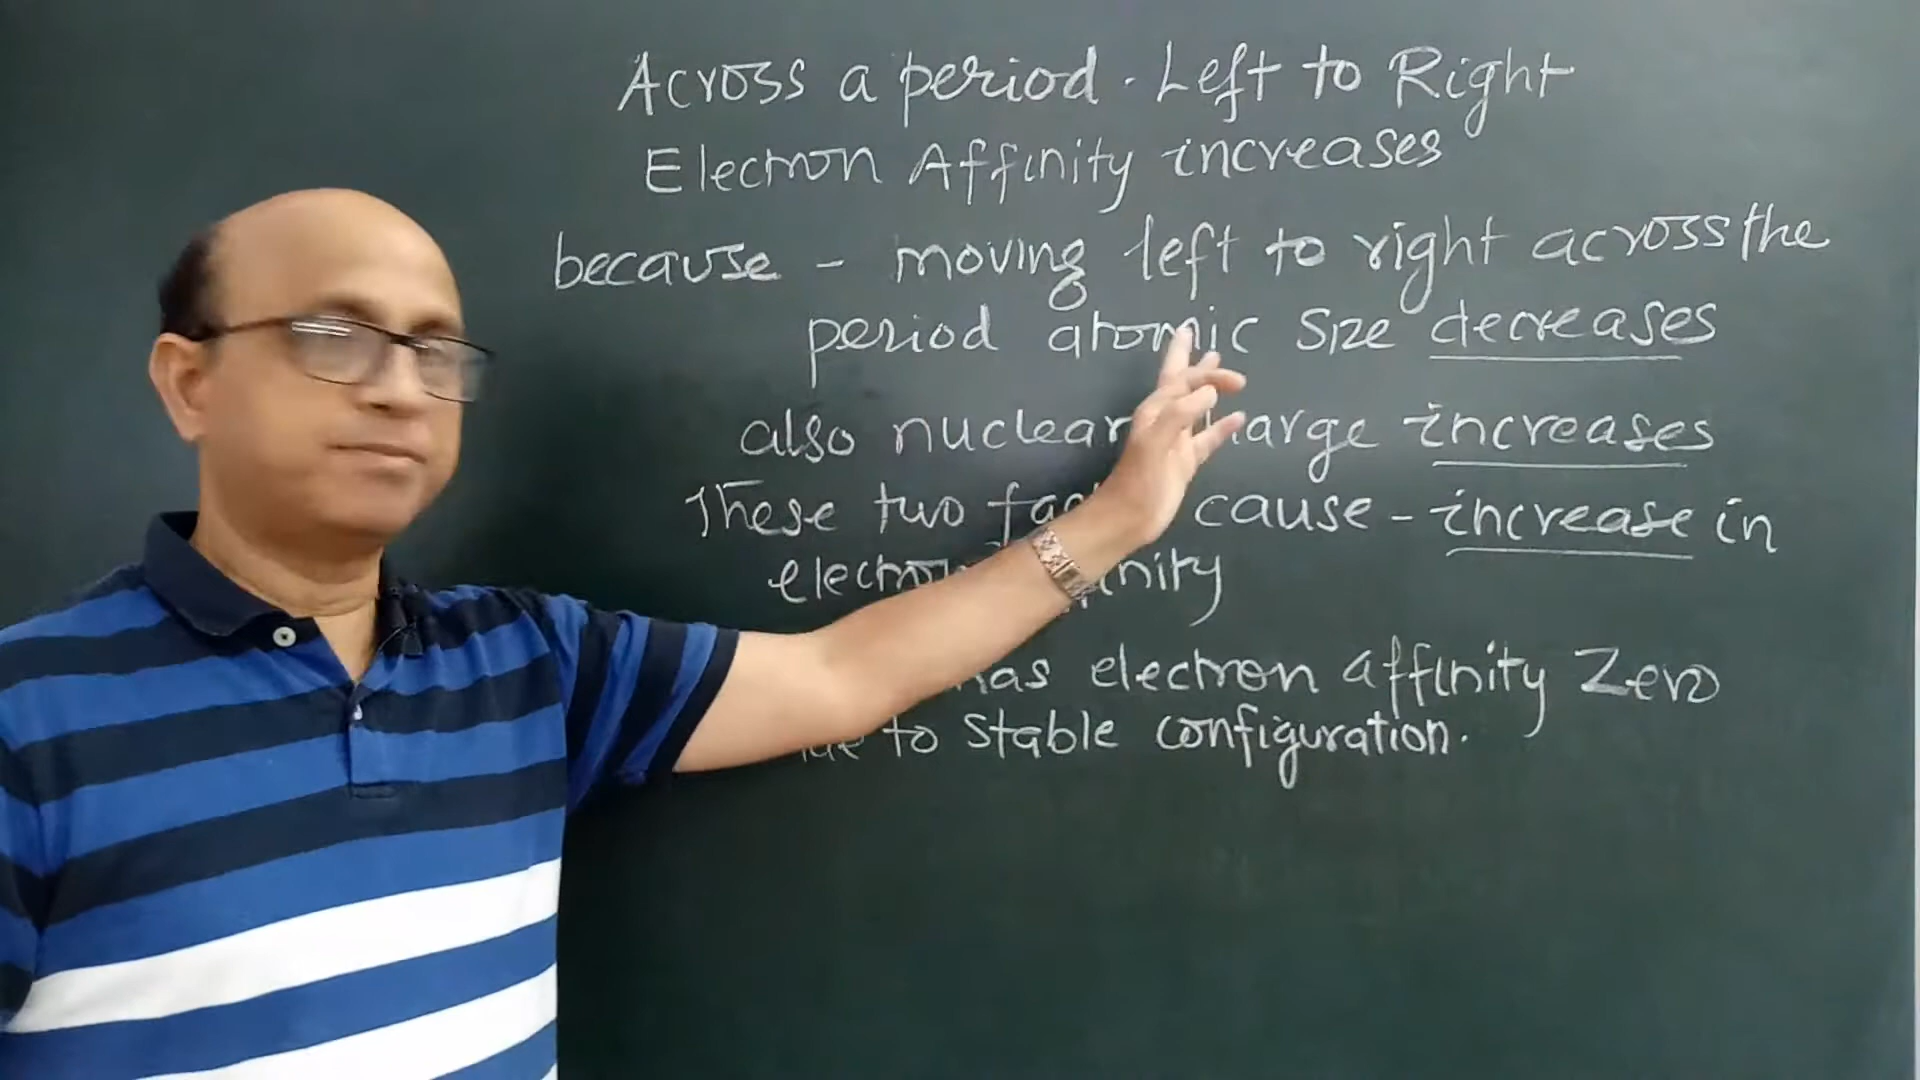 Across a period. Left to Right
Electron Affinity increases
because - moving left to right across the
period atomic size decreases
also nuclear charge increases
These two cause - increase in
has electron affinity Zero
to stable configuration.